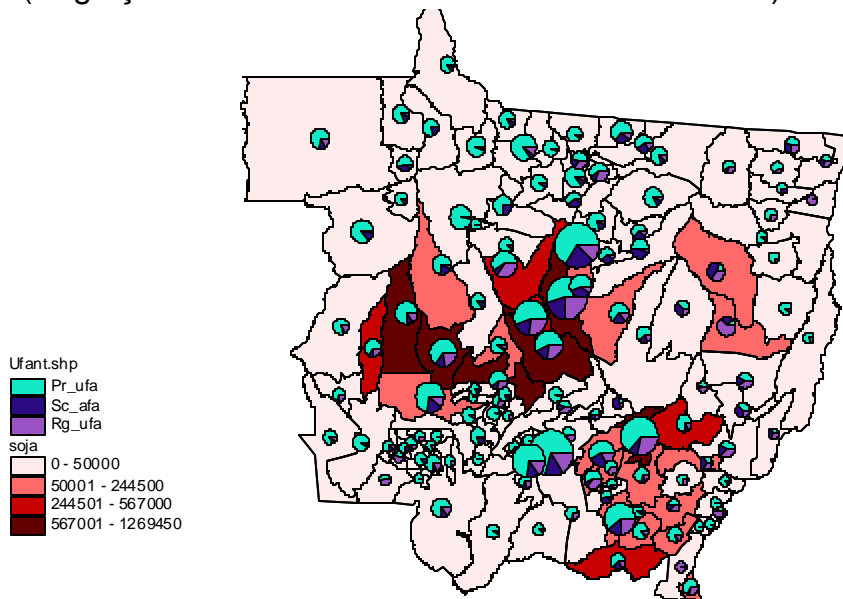 Ufant.shp
Pr_ufa
Sc_afa
Rg_ufa
soja
0 - 50000
50001 - 244500
244501 - 567000
567001 - 1269450